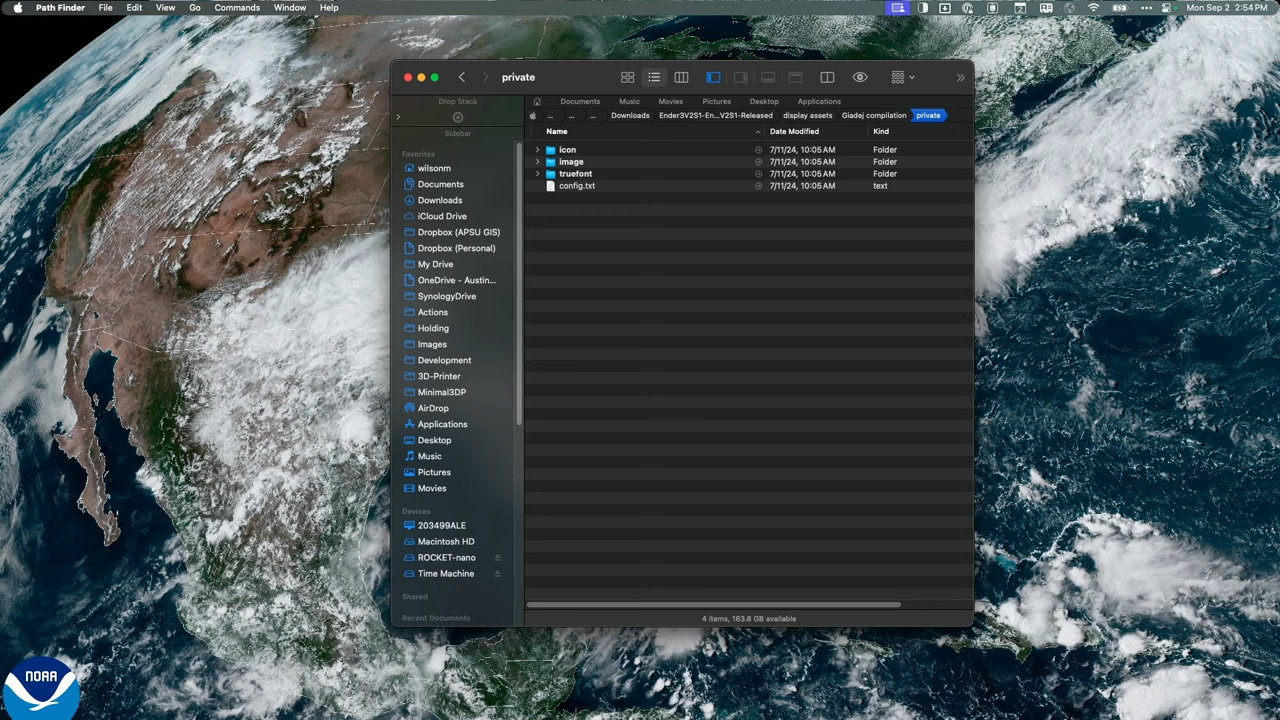 Path Finder File Edit View Go Commands Window Help Mon Sep 2 2:54 PM
private
Drop Stack
Sidebar
Favorites
wilsonm
Documents
Downloads
iCloud Drive
Dropbox (APSU GIS)
Dropbox (Personal)
My Drive
OneDrive - Austin...
SynologyDrive
Actions
Holding
Images
Development
3D-Printer
Minimal3DP
AirDrop
Applications
Desktop
Music
Pictures
Movies
Devices
203499ALE
Macintosh HD
ROCKET-nano
Time Machine
Shared
Recent Documents
Documents Music Movies Pictures Desktop Applications
... ... ... Downloads Ender3V2S1-En...V2S1-Released display assets Giadej compilation private
Name Date Modified Kind
icon 7/11/24, 10:05 AM Folder
image 7/11/24, 10:05 AM Folder
truefont 7/11/24, 10:05 AM Folder
config.txt 7/11/24, 10:05 AM text
4 items, 163.8 GB available
NOAA